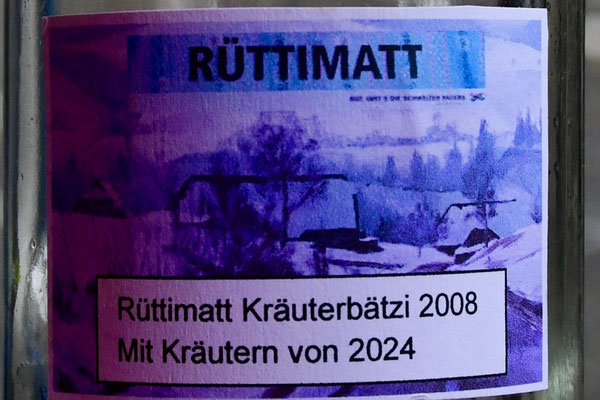 RÜTTIMATT
Rüttimatt Kräuterbätzi 2008
Mit Kräutern von 2024